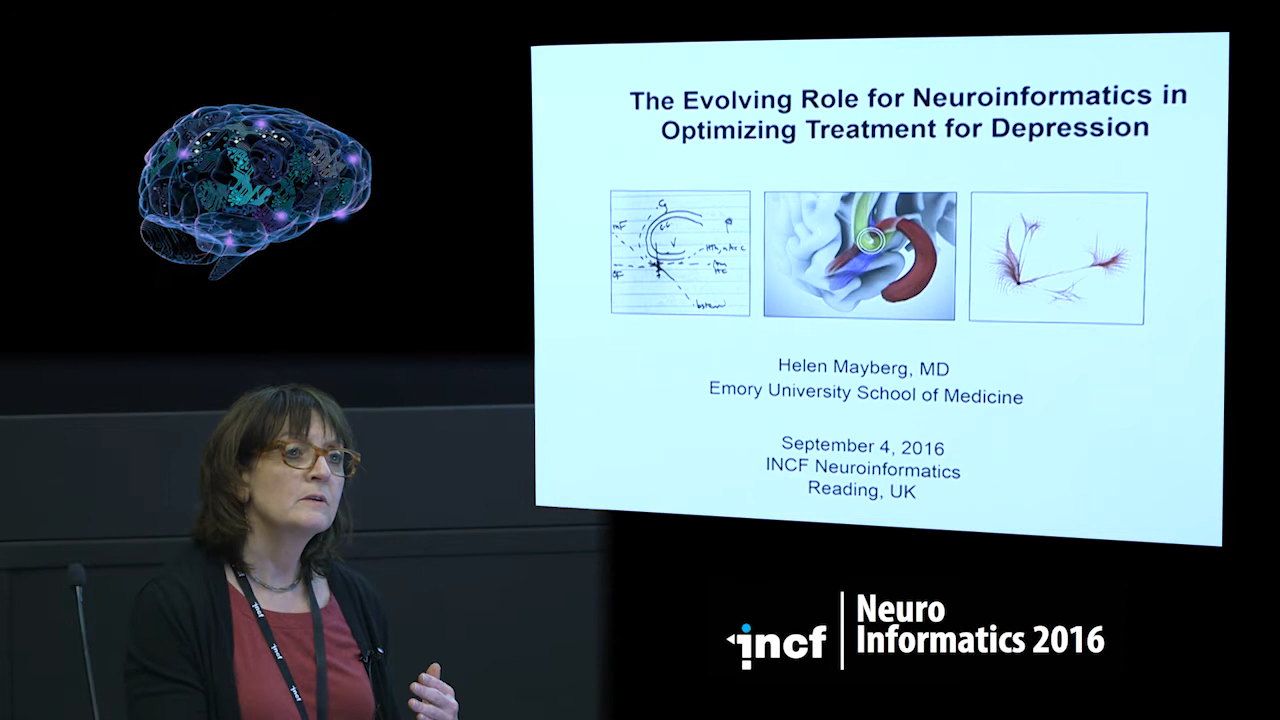 The Evolving Role for Neuroinformatics in
Optimizing Treatment for Depression
Helen Mayberg, MD
Emory University School of Medicine
September 4, 2016
INCF Neuroinformatics
Reading, UK
incf
Neuro
Informatics 2016